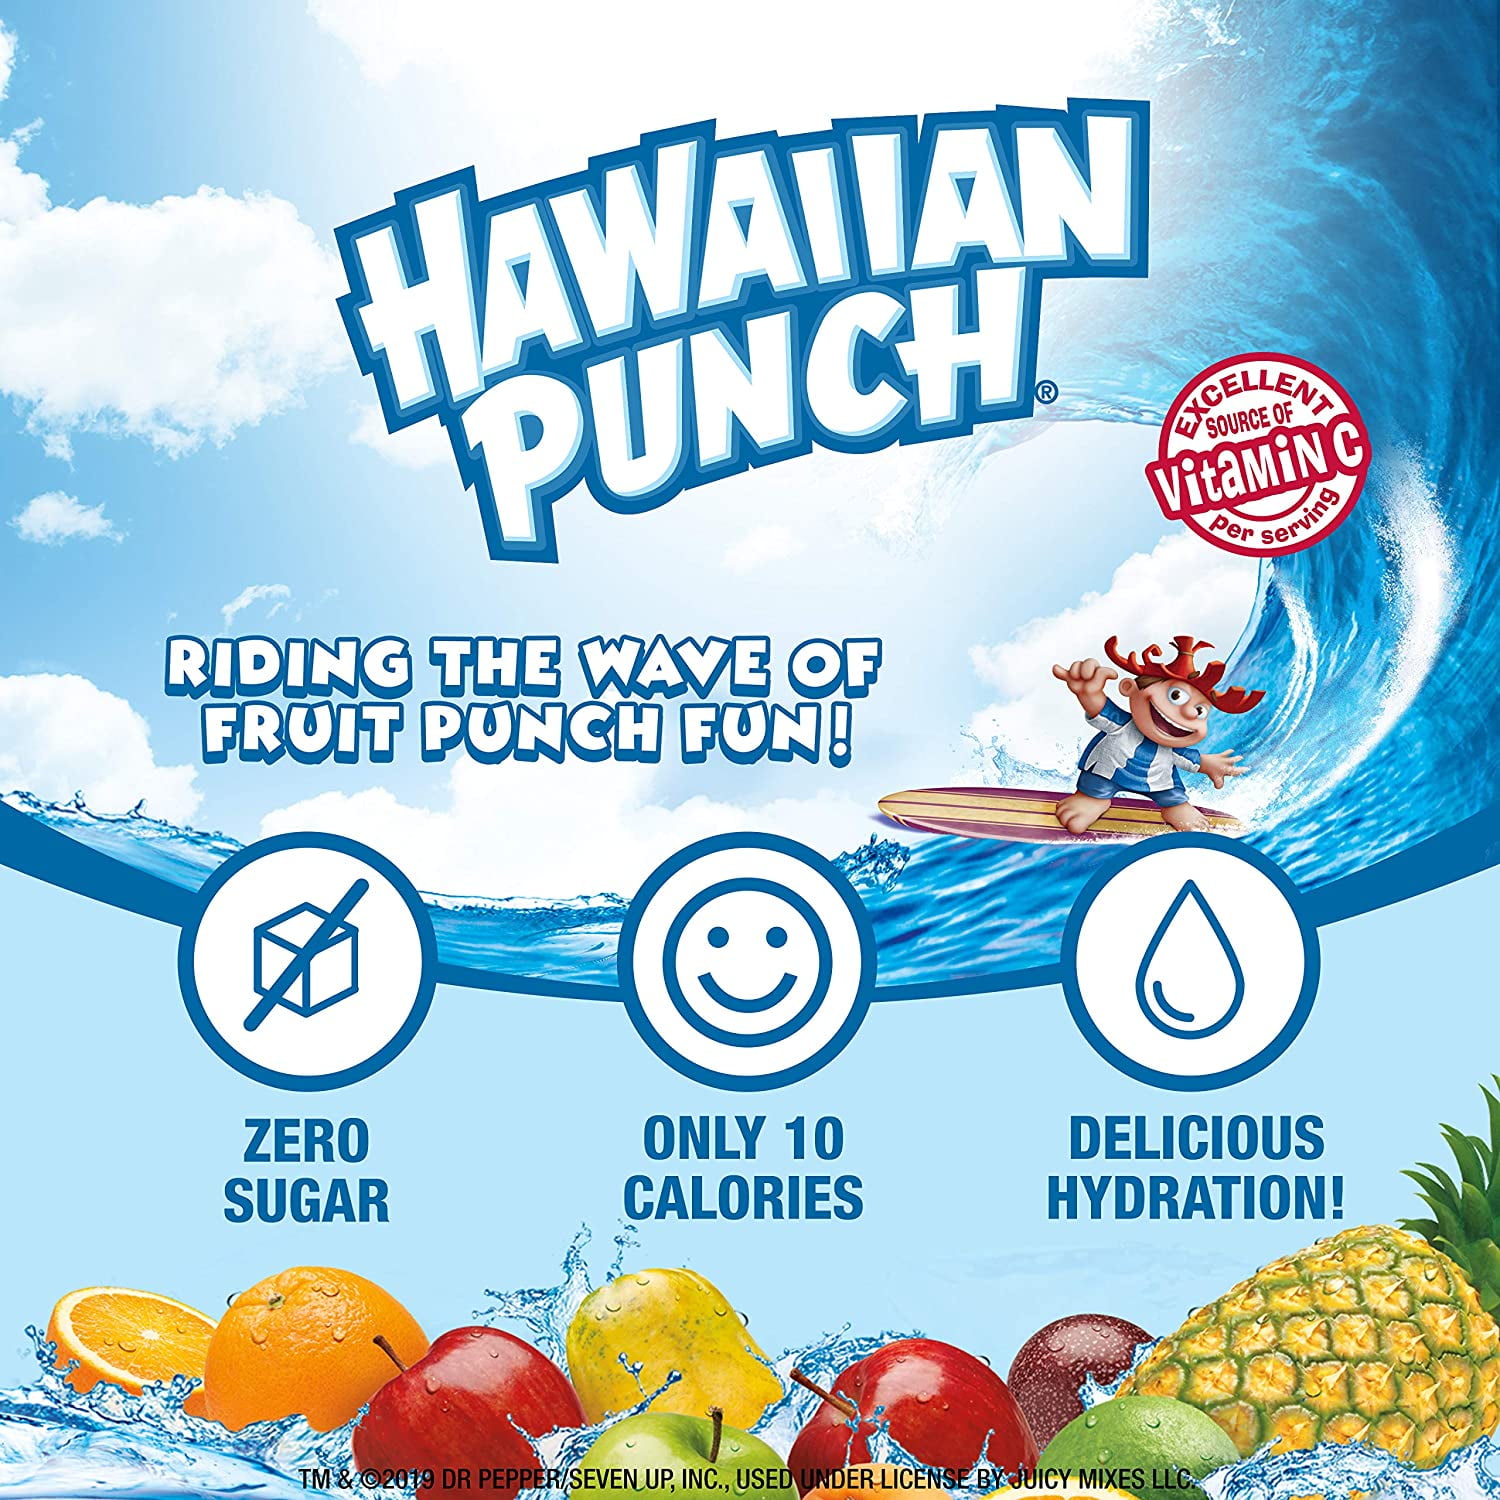 HAWAIIAN
PUNCH®
EXCELLENT
SOURCE OF
VitaMiN C
per serving
RIDING THE WAVE OF
FRUIT PUNCH FUN!
ZERO
SUGAR
ONLY 10
CALORIES
DELICIOUS
HYDRATION!
TM & ©2019 DR PEPPER/SEVEN UP, INC., USED UNDER LICENSE BY JUICY MIXES LLC.